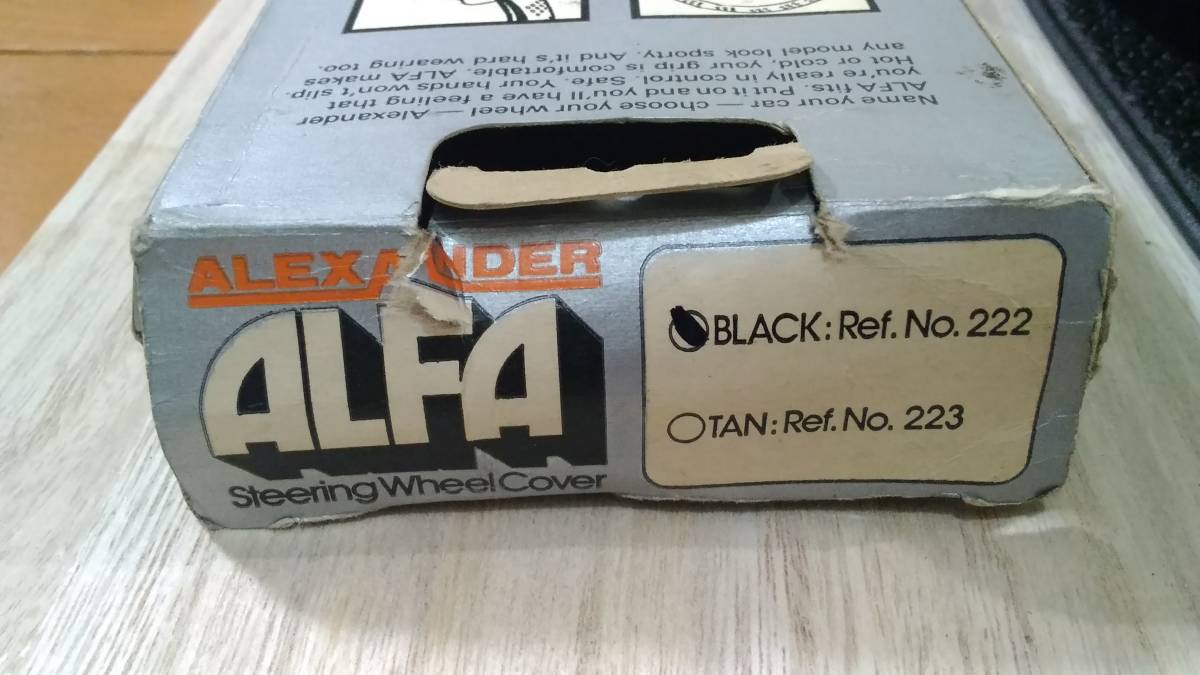 Name your car — choose your wheel — Alexander
ALFA fits. Put it on and you'll have a feeling that
you're really in control. Safe. Your hands won't slip.
Hot or cold, your grip is comfortable. ALFA makes
any model look sporty. And it's hard wearing too.
ALEXANDER
ALFA
Steering Wheel Cover
BLACK: Ref. No. 222
TAN: Ref. No. 223